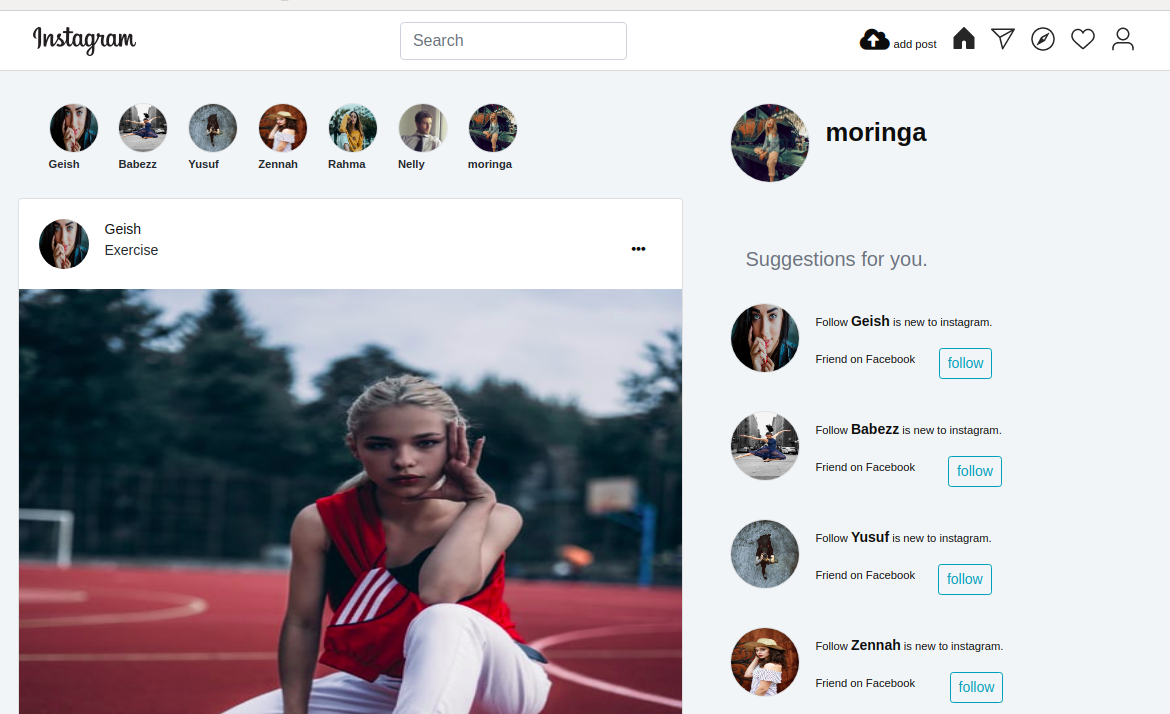 Instagram
Search
add post
Geish Babezz Yusuf Zennah Rahma Nelly moringa
moringa
Geish
Exercise
Suggestions for you.
Follow Geish is new to instagram.
Friend on Facebook follow
Follow Babezz is new to instagram.
Friend on Facebook follow
Follow Yusuf is new to instagram.
Friend on Facebook follow
Follow Zennah is new to instagram.
Friend on Facebook follow